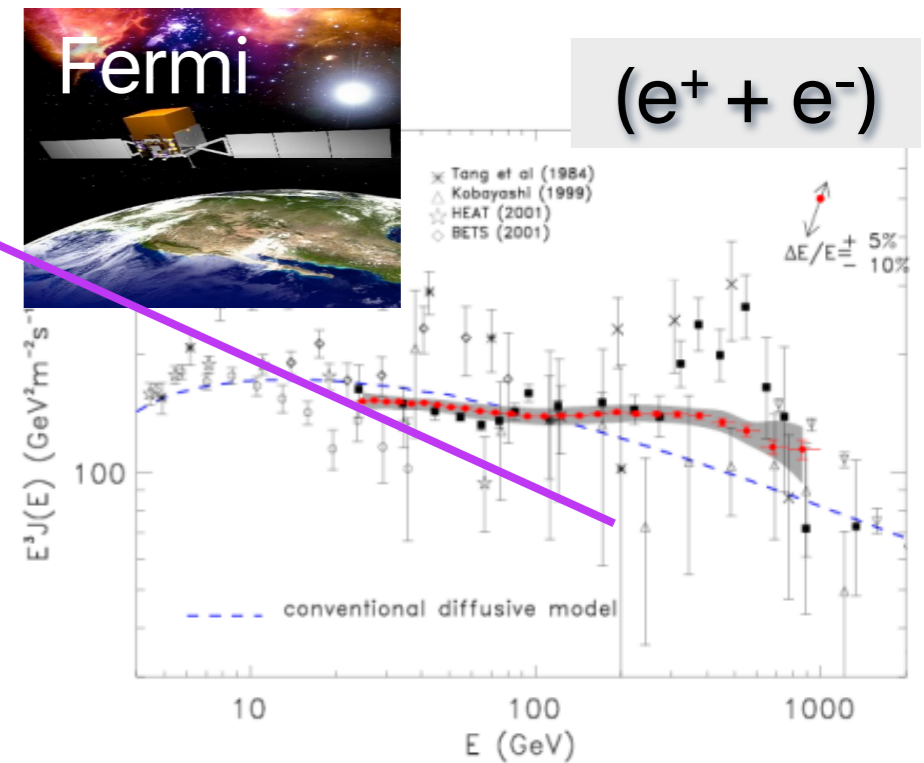 Fermi
(e⁺ + e⁻)
Tang et al (1984)
Kobayashi (1999)
HEAT (2001)
BETS (2001)
ΔE/E= + 5%
− 10%
E³J(E) (GeV²m⁻²s⁻¹
100
conventional diffusive model
10 100 1000
E (GeV)